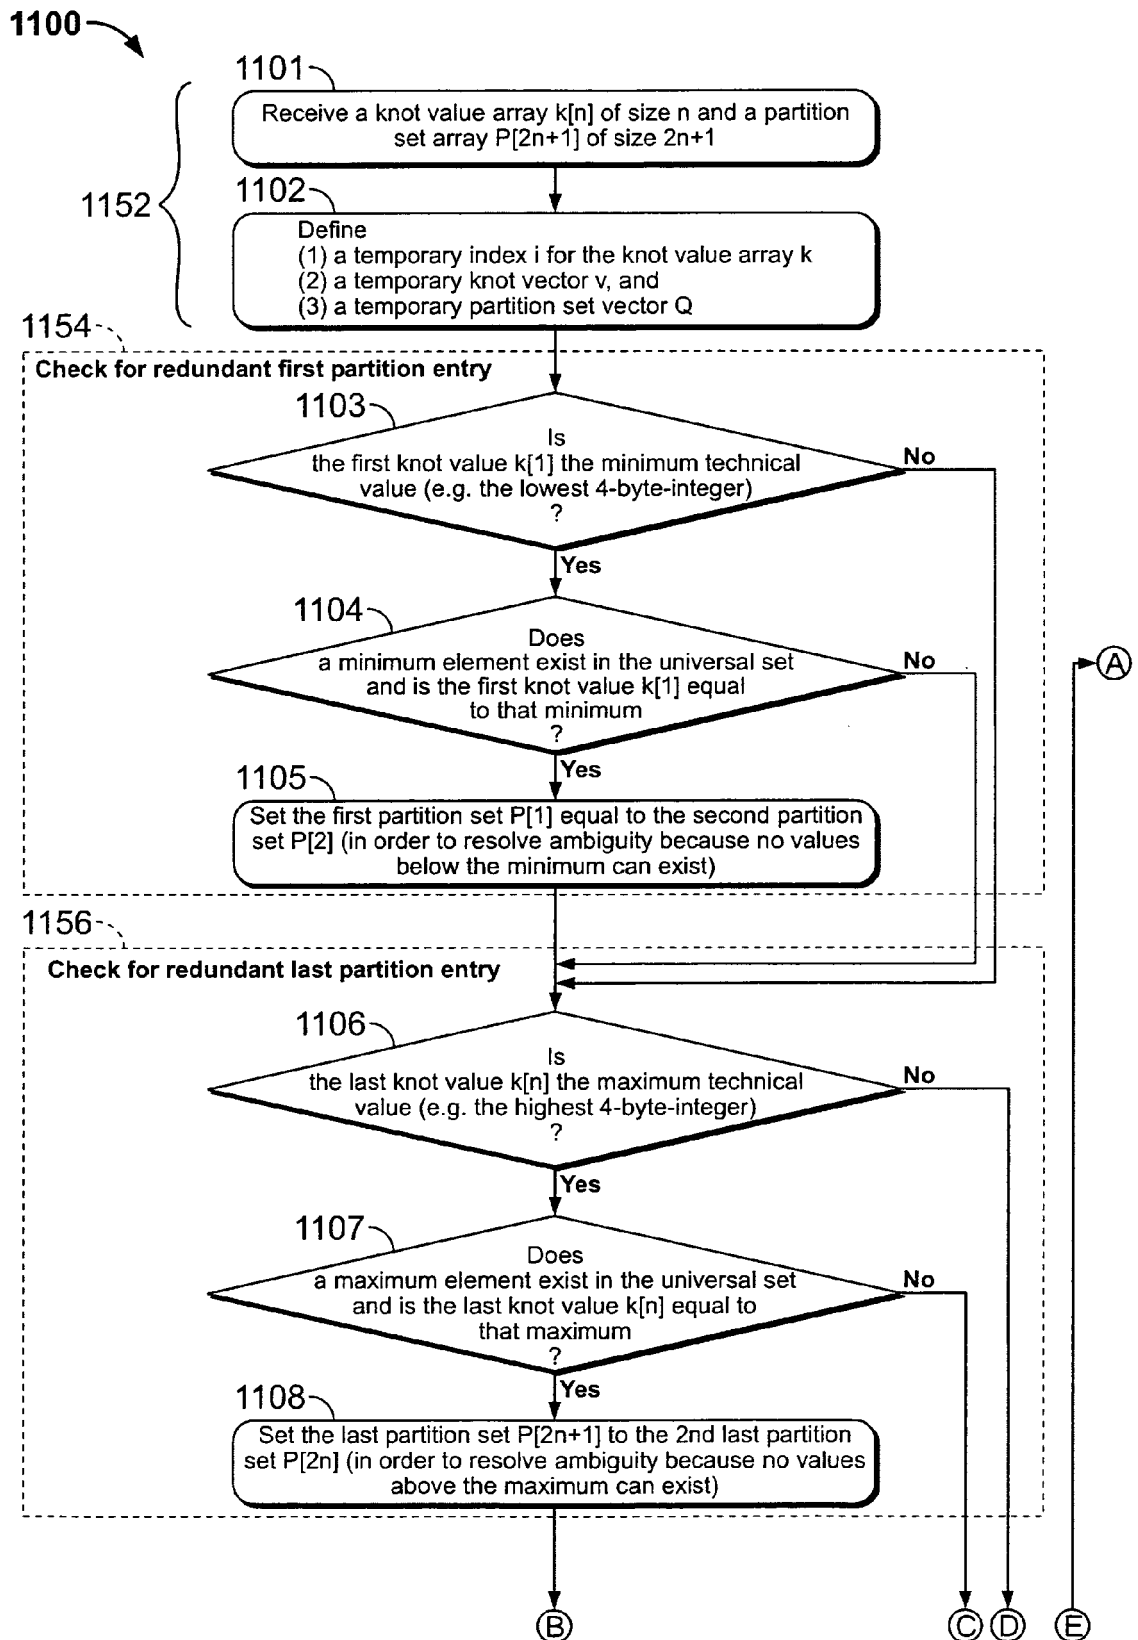 1100
1101
Receive a knot value array k[n] of size n and a partition
set array P[2n+1] of size 2n+1
1102
1152
Define
(1) a temporary index i for the knot value array k
(2) a temporary knot vector v, and
(3) a temporary partition set vector Q
1154
Check for redundant first partition entry
1103
Is
the first knot value k[1] the minimum technical
value (e.g. the lowest 4-byte-integer)
?
No
Yes
1104
Does
a minimum element exist in the universal set
and is the first knot value k[1] equal
to that minimum
?
No
A
Yes
1105
Set the first partition set P[1] equal to the second partition
set P[2] (in order to resolve ambiguity because no values
below the minimum can exist)
1156
Check for redundant last partition entry
1106
Is
the last knot value k[n] the maximum technical
value (e.g. the highest 4-byte-integer)
?
No
Yes
1107
Does
a maximum element exist in the universal set
and is the last knot value k[n] equal to
that maximum
?
No
Yes
1108
Set the last partition set P[2n+1] to the 2nd last partition
set P[2n] (in order to resolve ambiguity because no values
above the maximum can exist)
B
C
D
E